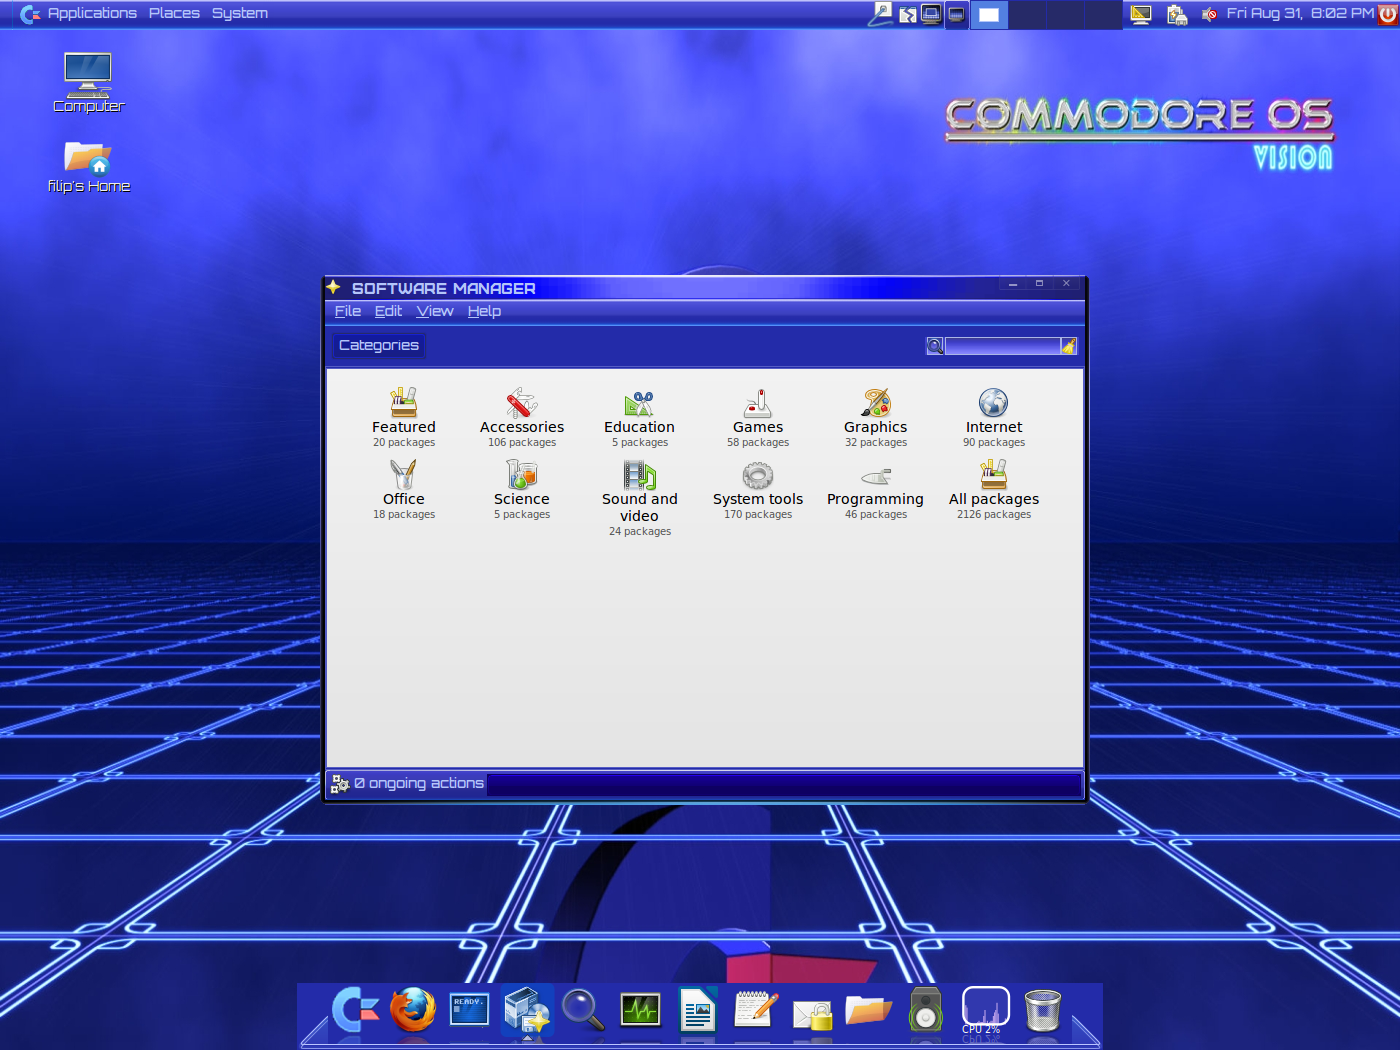 Applications Places System
Fri Aug 31, 8:02 PM
Computer
filip's Home
COMMODORE OS
VISION
SOFTWARE MANAGER
File Edit View Help
Categories
Featured
20 packages
Accessories
106 packages
Education
5 packages
Games
58 packages
Graphics
32 packages
Internet
90 packages
Office
18 packages
Science
5 packages
Sound and
video
24 packages
System tools
170 packages
Programming
46 packages
All packages
2126 packages
0 ongoing actions
READY.
CPU 2%